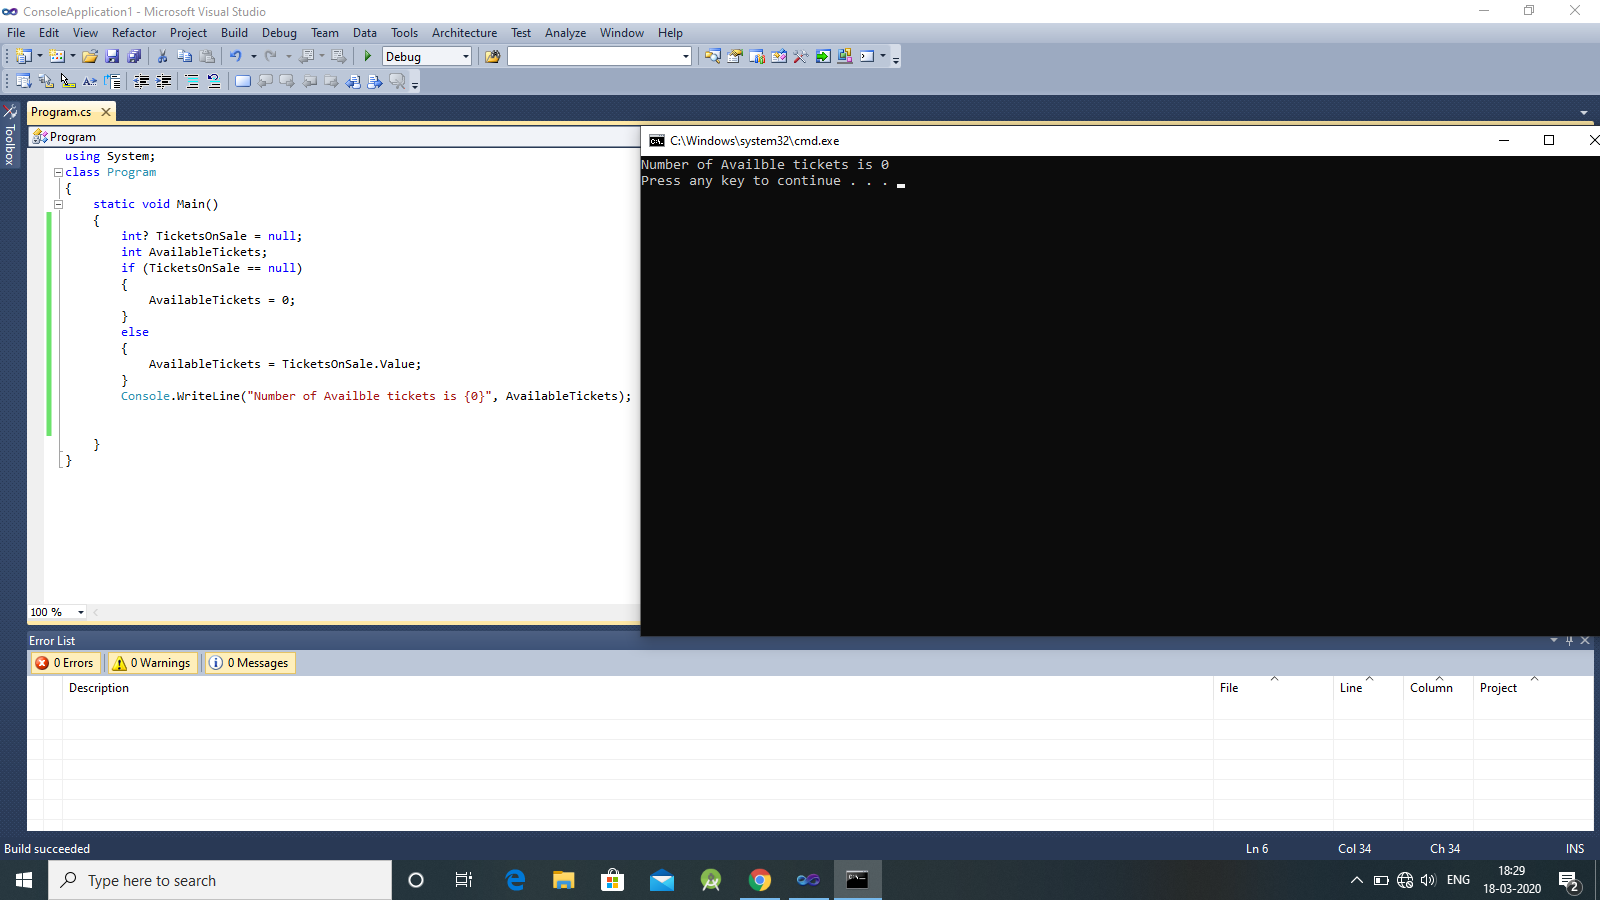 ConsoleApplication1 - Microsoft Visual Studio
File Edit View Refactor Project Build Debug Team Data Tools Architecture Test Analyze Window Help
Debug
Program.cs
Toolbox
Program
using System;
class Program
{
static void Main()
{
int? TicketsOnSale = null;
int AvailableTickets;
if (TicketsOnSale == null)
{
AvailableTickets = 0;
}
else
{
AvailableTickets = TicketsOnSale.Value;
}
Console.WriteLine("Number of Availble tickets is {0}", AvailableTickets);
}
}
100 %
C:\Windows\system32\cmd.exe
Number of Availble tickets is 0
Press any key to continue . . .
Error List
0 Errors 0 Warnings 0 Messages
Description File Line Column Project
Build succeeded Ln 6 Col 34 Ch 34 INS
Type here to search
ENG
18:29
18-03-2020
2